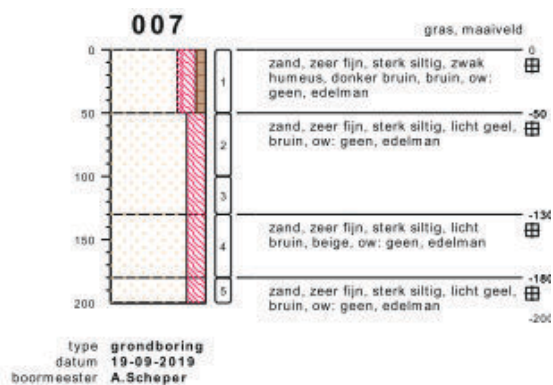 007
gras, maaiveld
0
0
1
zand, zeer fijn, sterk siltig, zwak
humeus, donker bruin, bruin, ow:
geen, edelman
50
-50
2
zand, zeer fijn, sterk siltig, licht geel,
bruin, ow: geen, edelman
100
3
-130
4
zand, zeer fijn, sterk siltig, licht
bruin, beige, ow: geen, edelman
150
-180
5
zand, zeer fijn, sterk siltig, licht geel,
bruin, ow: geen, edelman
200
-200
type grondboring
datum 19-09-2019
boormeester A.Scheper